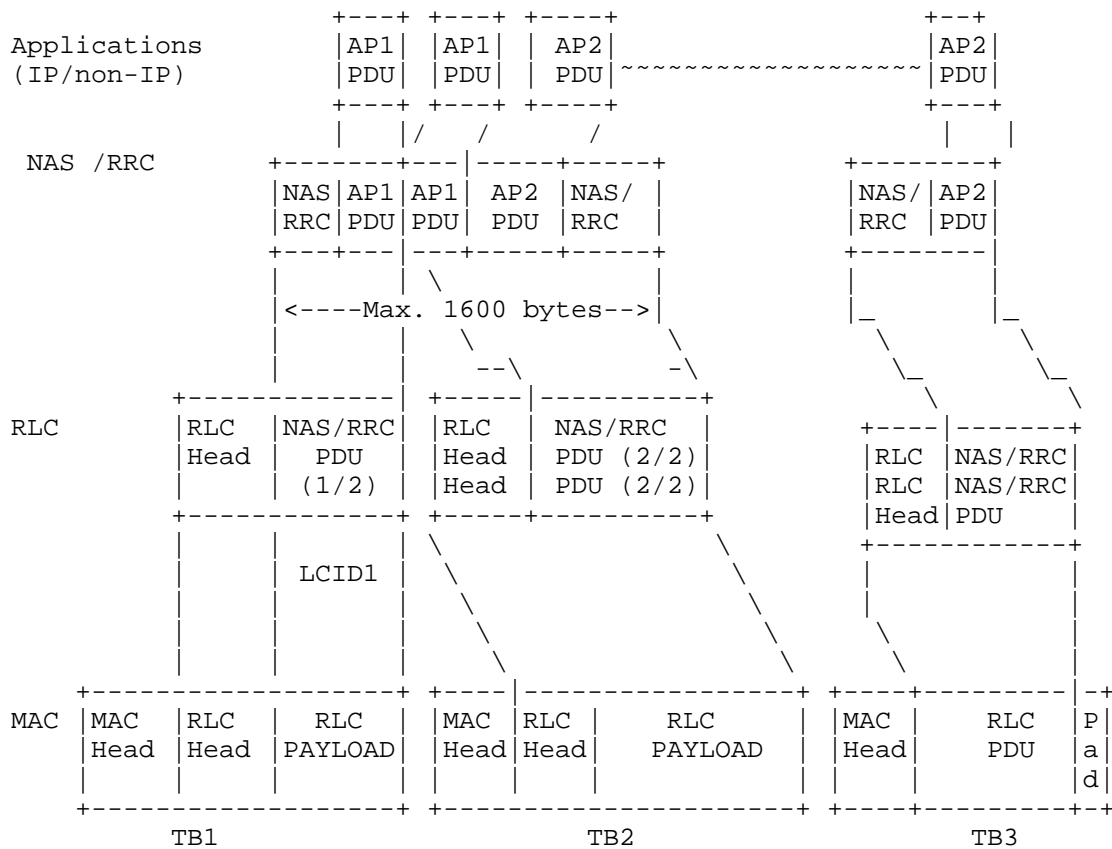 +---+ +---+ +----+ +--+
Applications |AP1| |AP1| | AP2| |AP2|
(IP/non-IP) |PDU| |PDU| | PDU|~~~~~~~~~~~~~~~~~~~|PDU|
+---+ +---+ +----+ +---+
| |/ / / | |
NAS /RRC +--------+---|-----+-----+ +--------+
|NAS|AP1|AP1| AP2 |NAS/ | |NAS/|AP2|
|RRC|PDU|PDU| PDU |RRC | |RRC |PDU|
+---+---+---+-----+-----+ +--------|
| | \ | | |
|<----Max. 1600 bytes-->| |_ |_
| | \ \ \ \
| | --\ -\ \_ \_
+-------------| +-----|----------+ \ \
RLC |RLC |NAS/RRC| |RLC | NAS/RRC | +----|-------+
|Head | PDU | |Head | PDU (2/2)| |RLC |NAS/RRC|
| | (1/2) | |Head | PDU (2/2)| |RLC |NAS/RRC|
+-------------+ +-----+----------+ |Head|PDU |
| | | \ \ +------------+
| | LCID1 | \ \ | |
| | | \ \ | |
| | | \ \ \ |
| | | \ \ \ |
+-------------------+ +----|-----------------+ +----+---------|-+
MAC |MAC |RLC | RLC | |MAC |RLC | RLC | |MAC | RLC |P|
|Head |Head |PAYLOAD| |Head|Head| PAYLOAD | |Head| PDU |a|
| | | | | | | | | | |d|
+-------------------+ +----------------------+ +----+---------+-+
TB1 TB2 TB3